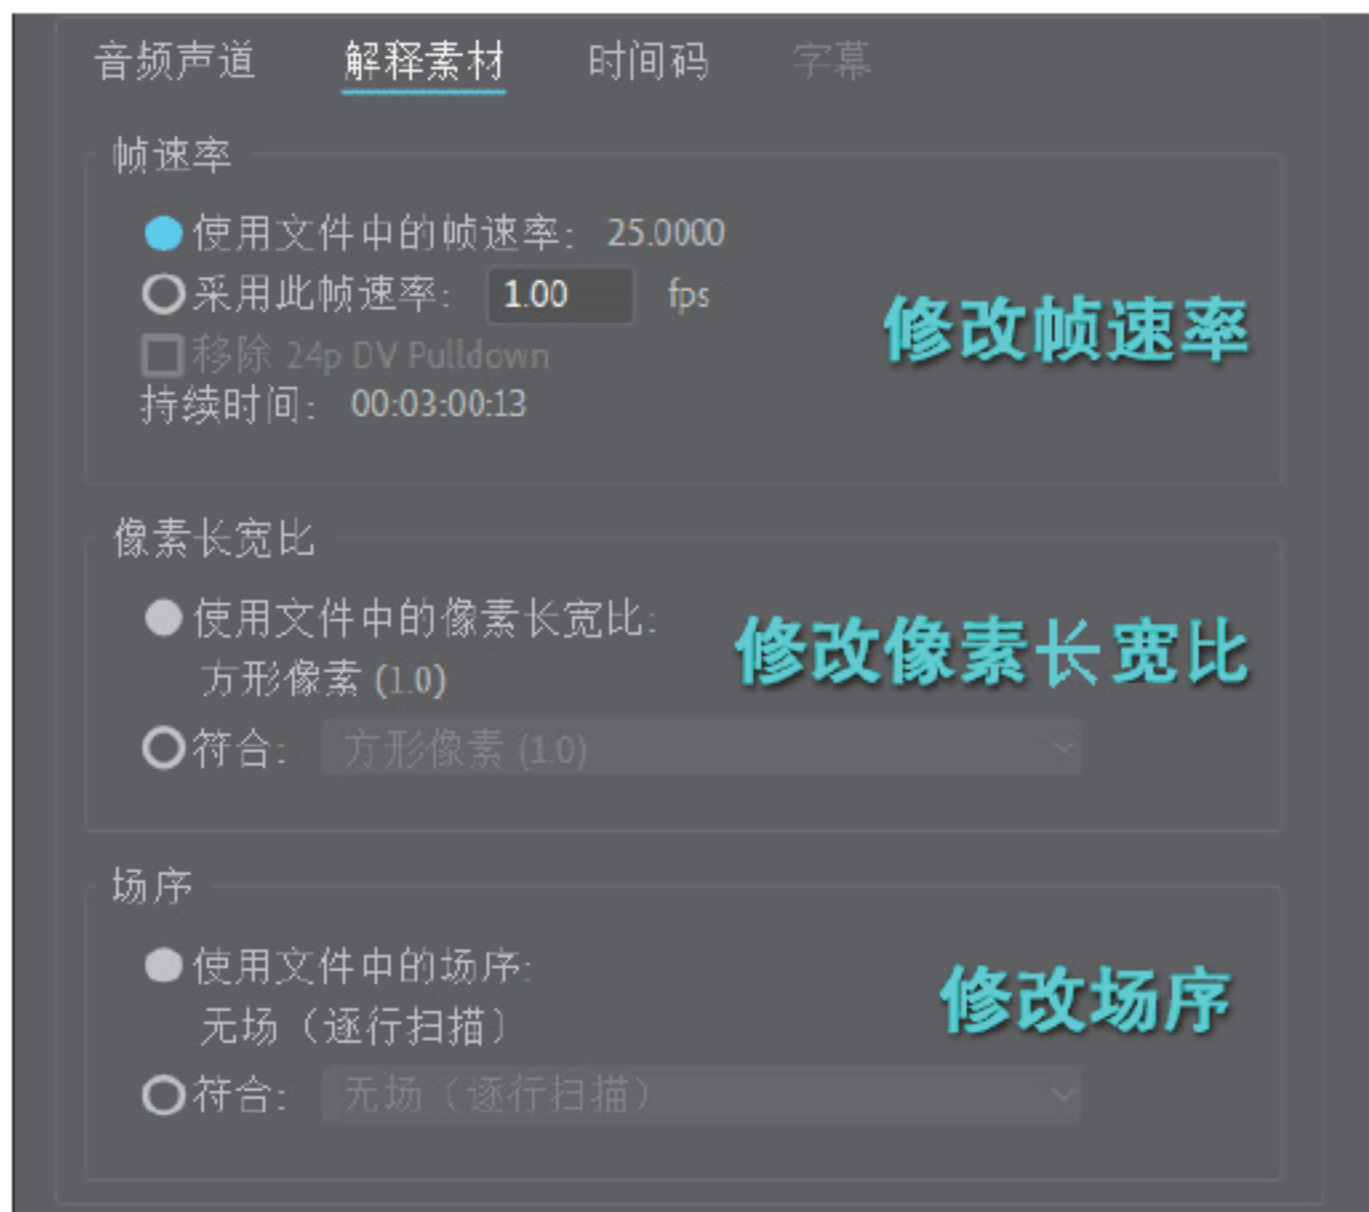 音频声道 解释素材 时间码 字幕
帧速率
使用文件中的帧速率: 25.0000
采用此帧速率: 1.00 fps
修改帧速率
移除 24p DV Pulldown
持续时间: 00:03:00:13
像素长宽比
使用文件中的像素长宽比:
修改像素长宽比
方形像素 (1.0)
符合: 方形像素 (1.0)
场序
使用文件中的场序:
修改场序
无场（逐行扫描）
符合: 无场（逐行扫描）